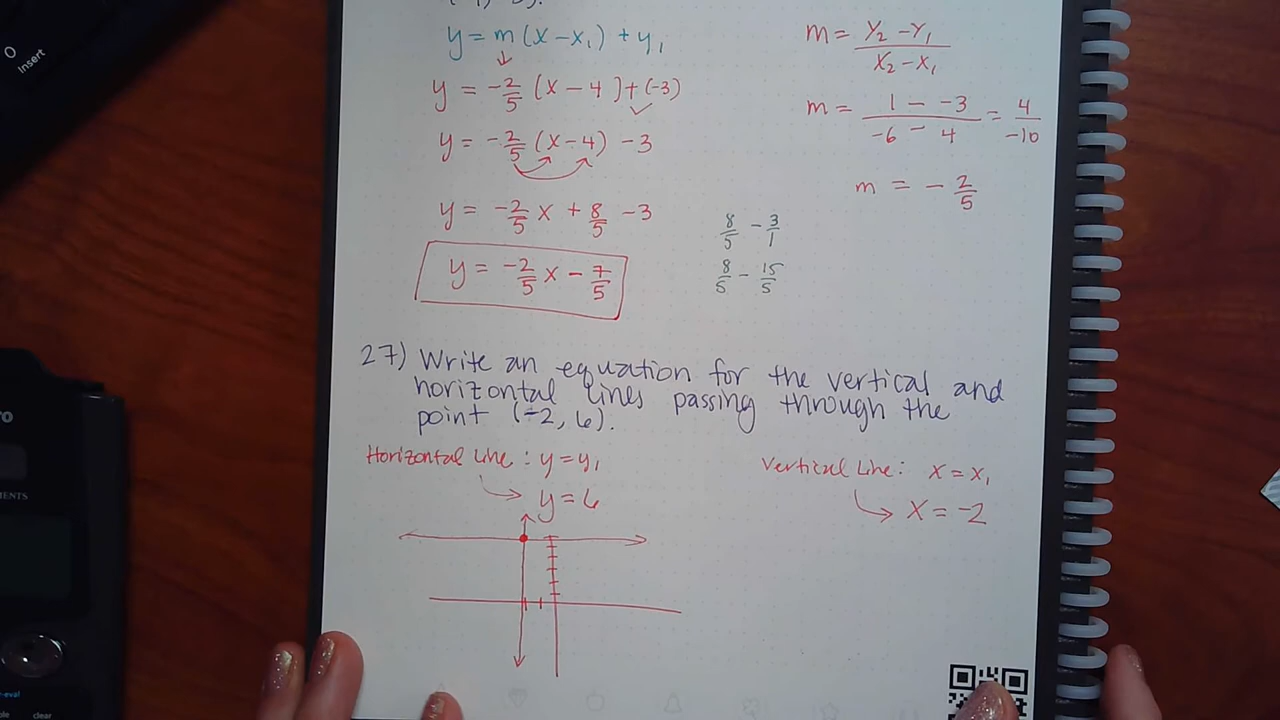 y = m(x-x₁) + y₁
y = -2/5 (x-4) + (-3)
y = -2/5 (x-4) - 3
y = -2/5 x + 8/5 - 3
y = -2/5 x - 7/5
m = Y₂ - Y₁ / X₂ - X₁
m = 1 - -3 / -6 - 4 = 4 / -10
m = - 2/5
8/5 - 3/1
8/5 - 15/5
27) Write an equation for the vertical and
horizontal lines passing through the
point (-2, 6).
Horizontal Line : y = y₁
y = 6
Vertical Line: x = x₁
x = -2
Insert